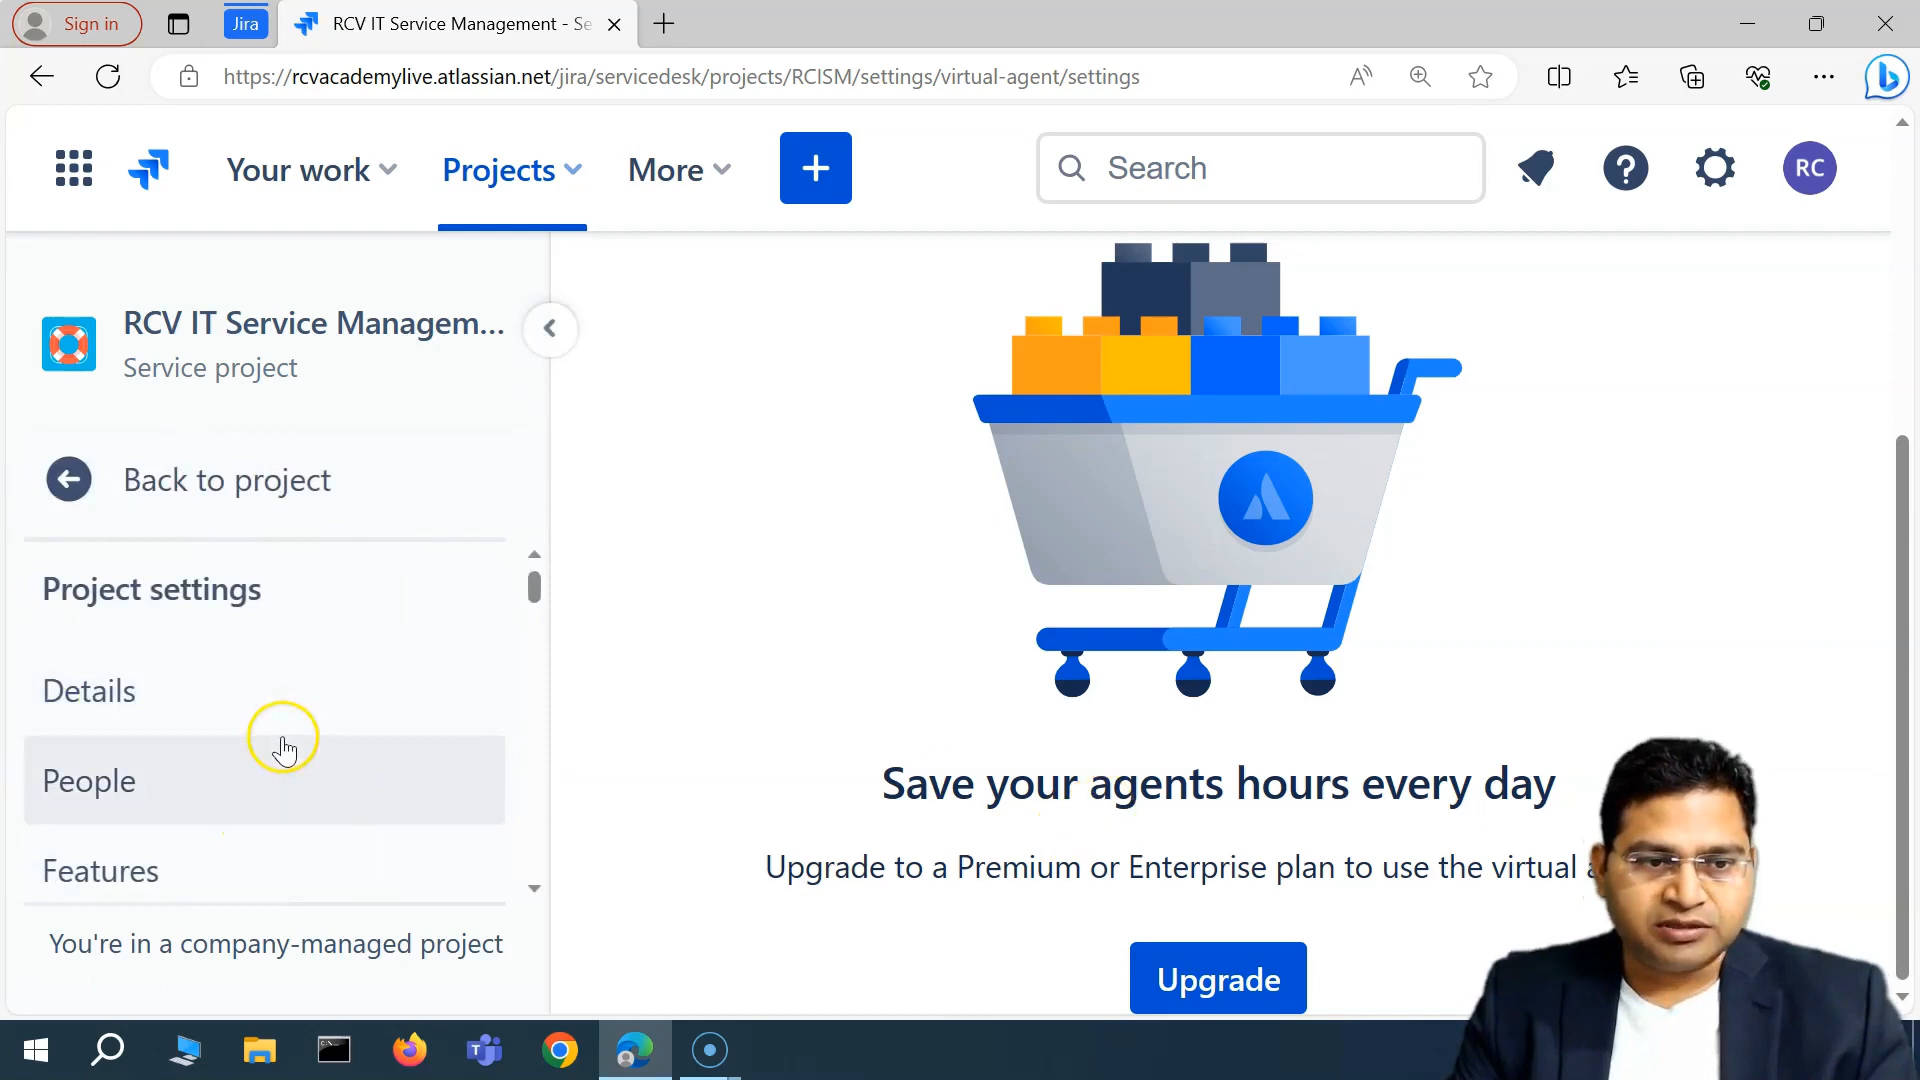 Sign in
Jira
RCV IT Service Management - Se
https://rcvacademylive.atlassian.net/jira/servicedesk/projects/RCISM/settings/virtual-agent/settings
Your work
Projects
More
Search
RC
RCV IT Service Managem...
Service project
Back to project
Project settings
Details
People
Features
You're in a company-managed project
Save your agents hours every day
Upgrade to a Premium or Enterprise plan to use the virtual
Upgrade